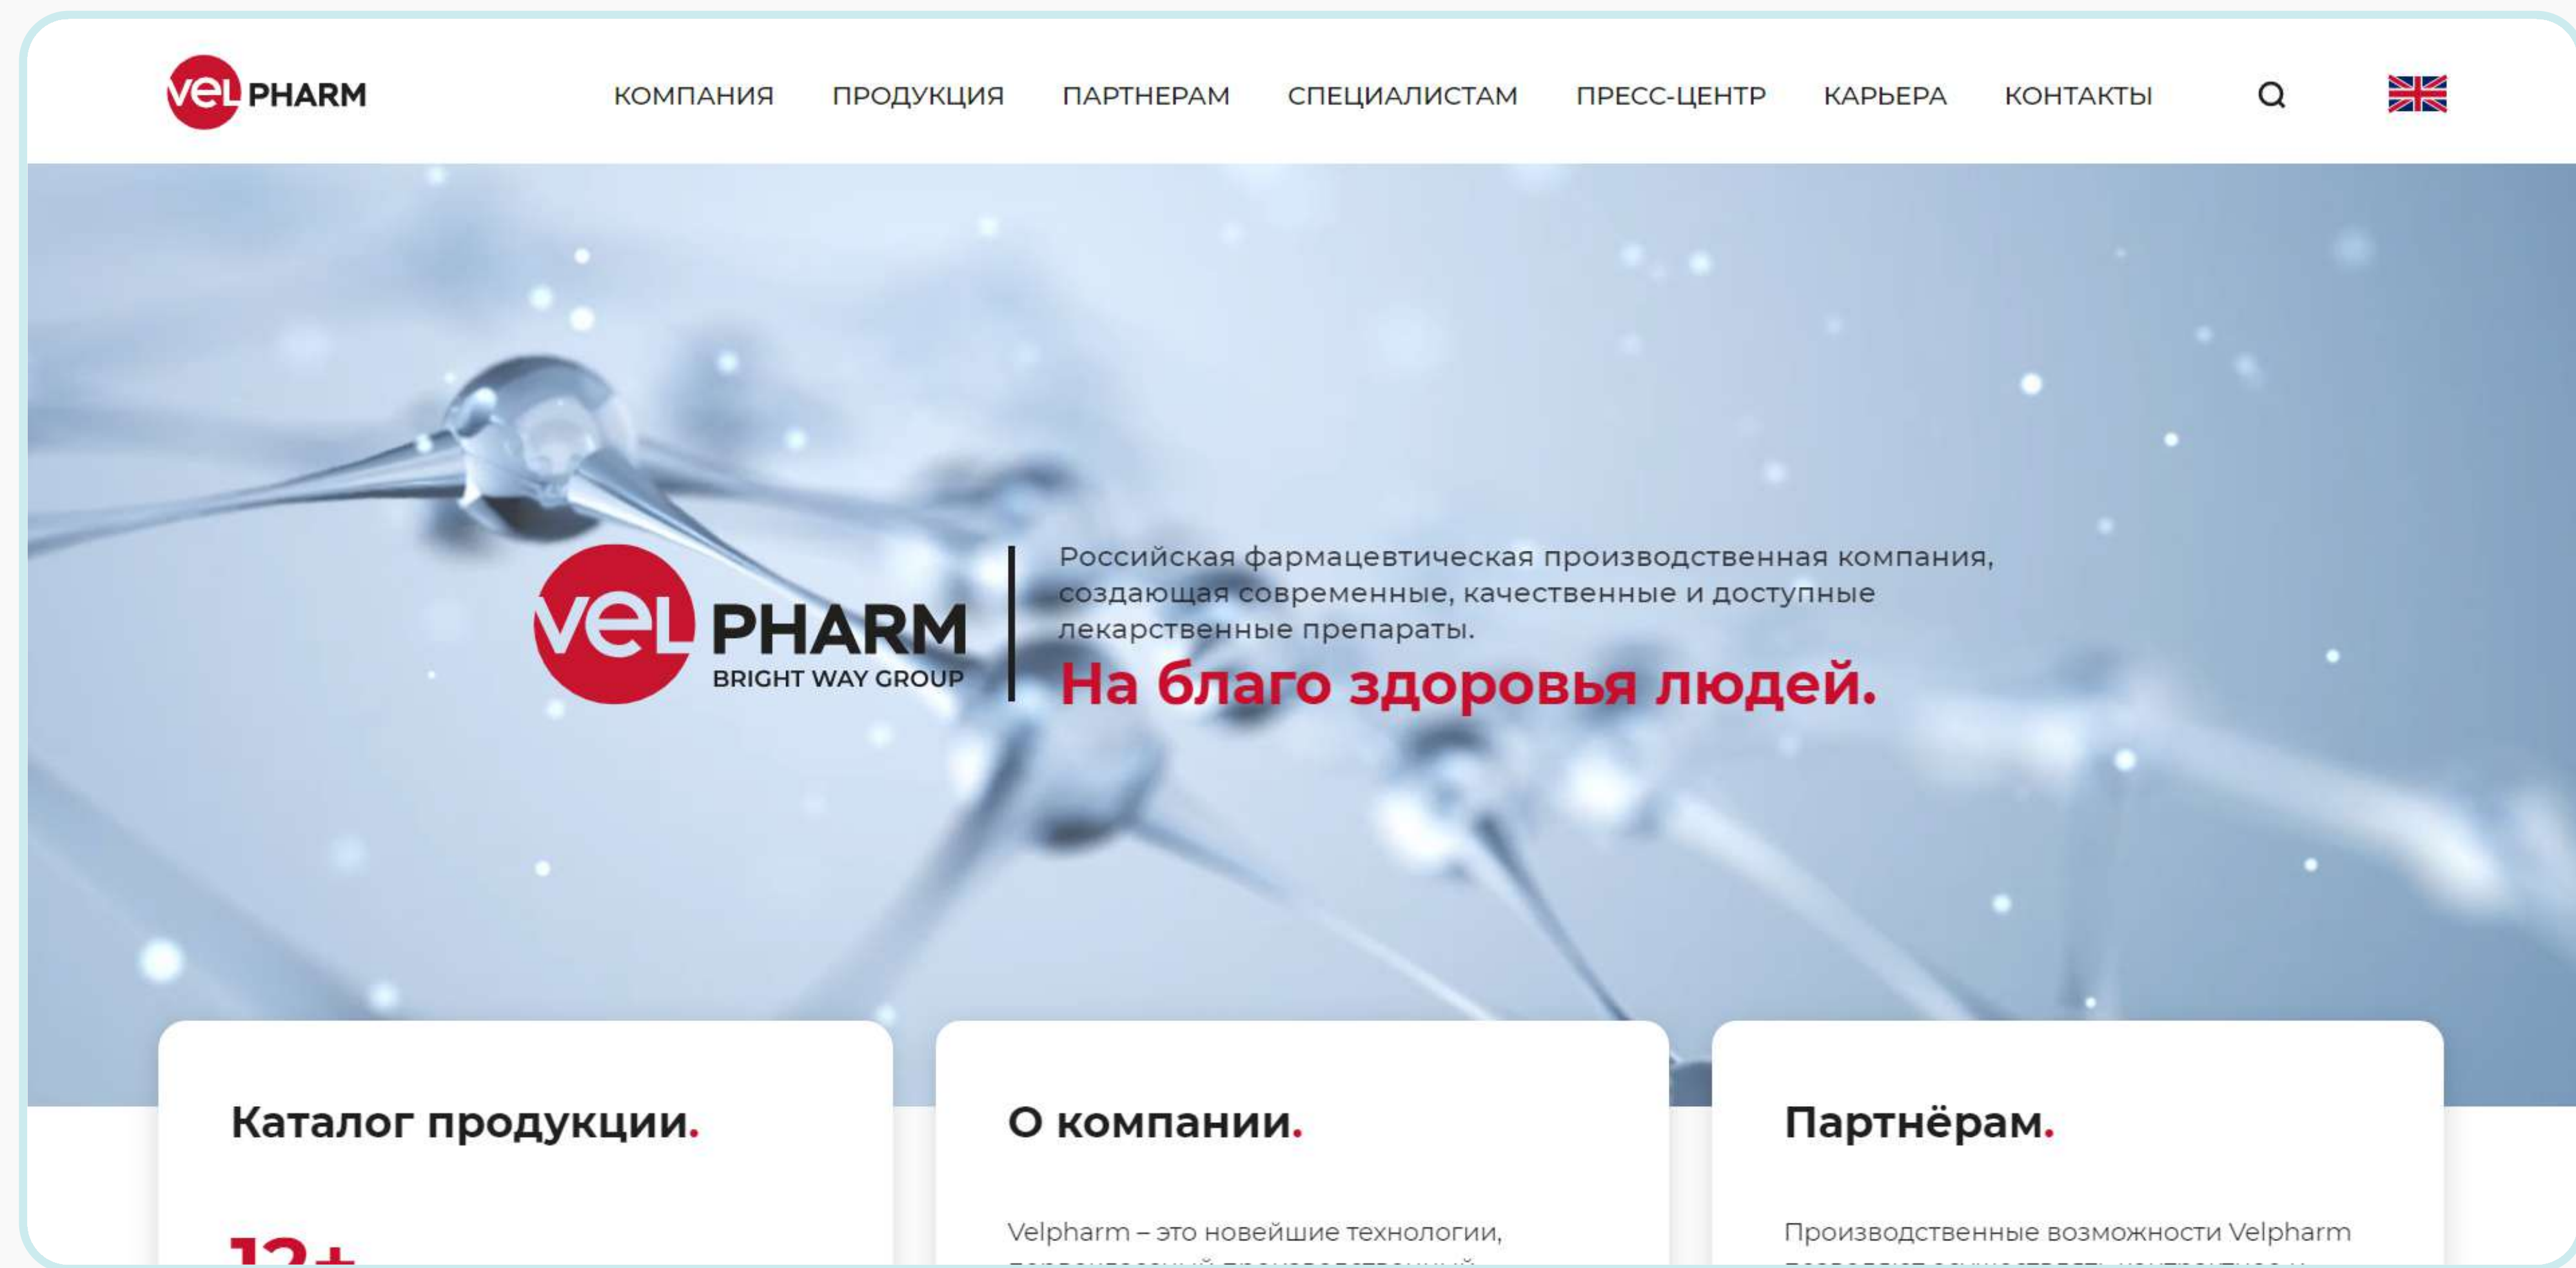 vel PHARM
КОМПАНИЯ ПРОДУКЦИЯ ПАРТНЕРАМ СПЕЦИАЛИСТАМ ПРЕСС-ЦЕНТР КАРЬЕРА КОНТАКТЫ
vel PHARM
BRIGHT WAY GROUP
Российская фармацевтическая производственная компания,
создающая современные, качественные и доступные
лекарственные препараты.
На благо здоровья людей.
Каталог продукции.
12+
О компании.
Velpharm – это новейшие технологии,
Партнёрам.
Производственные возможности Velpharm